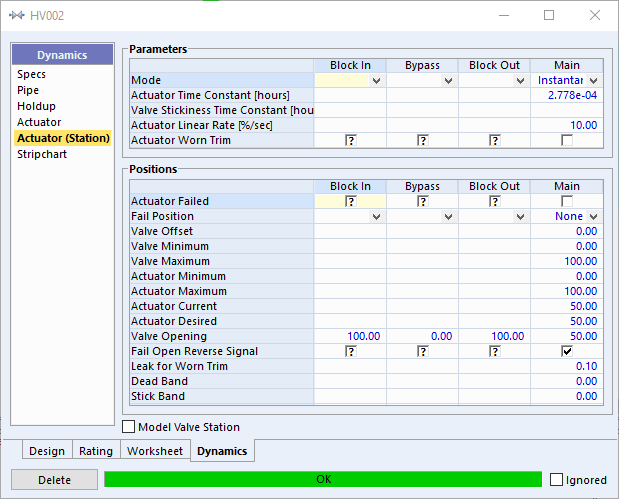 HV002
Dynamics
Specs
Pipe
Holdup
Actuator
Actuator (Station)
Stripchart
Parameters
Block In Bypass Block Out Main
Mode Instantar
Actuator Time Constant [hours] 2.778e-04
Valve Stickiness Time Constant [hou
Actuator Linear Rate [%/sec] 10.00
Actuator Worn Trim ? ? ?
Positions
Block In Bypass Block Out Main
Actuator Failed ? ? ?
Fail Position None
Valve Offset 0.00
Valve Minimum 0.00
Valve Maximum 100.00
Actuator Minimum 0.00
Actuator Maximum 100.00
Actuator Current 50.00
Actuator Desired 50.00
Valve Opening 100.00 0.00 100.00 50.00
Fail Open Reverse Signal ? ? ?
Leak for Worn Trim 0.10
Dead Band 0.00
Stick Band 0.00
Model Valve Station
Design Rating Worksheet Dynamics
Delete OK Ignored